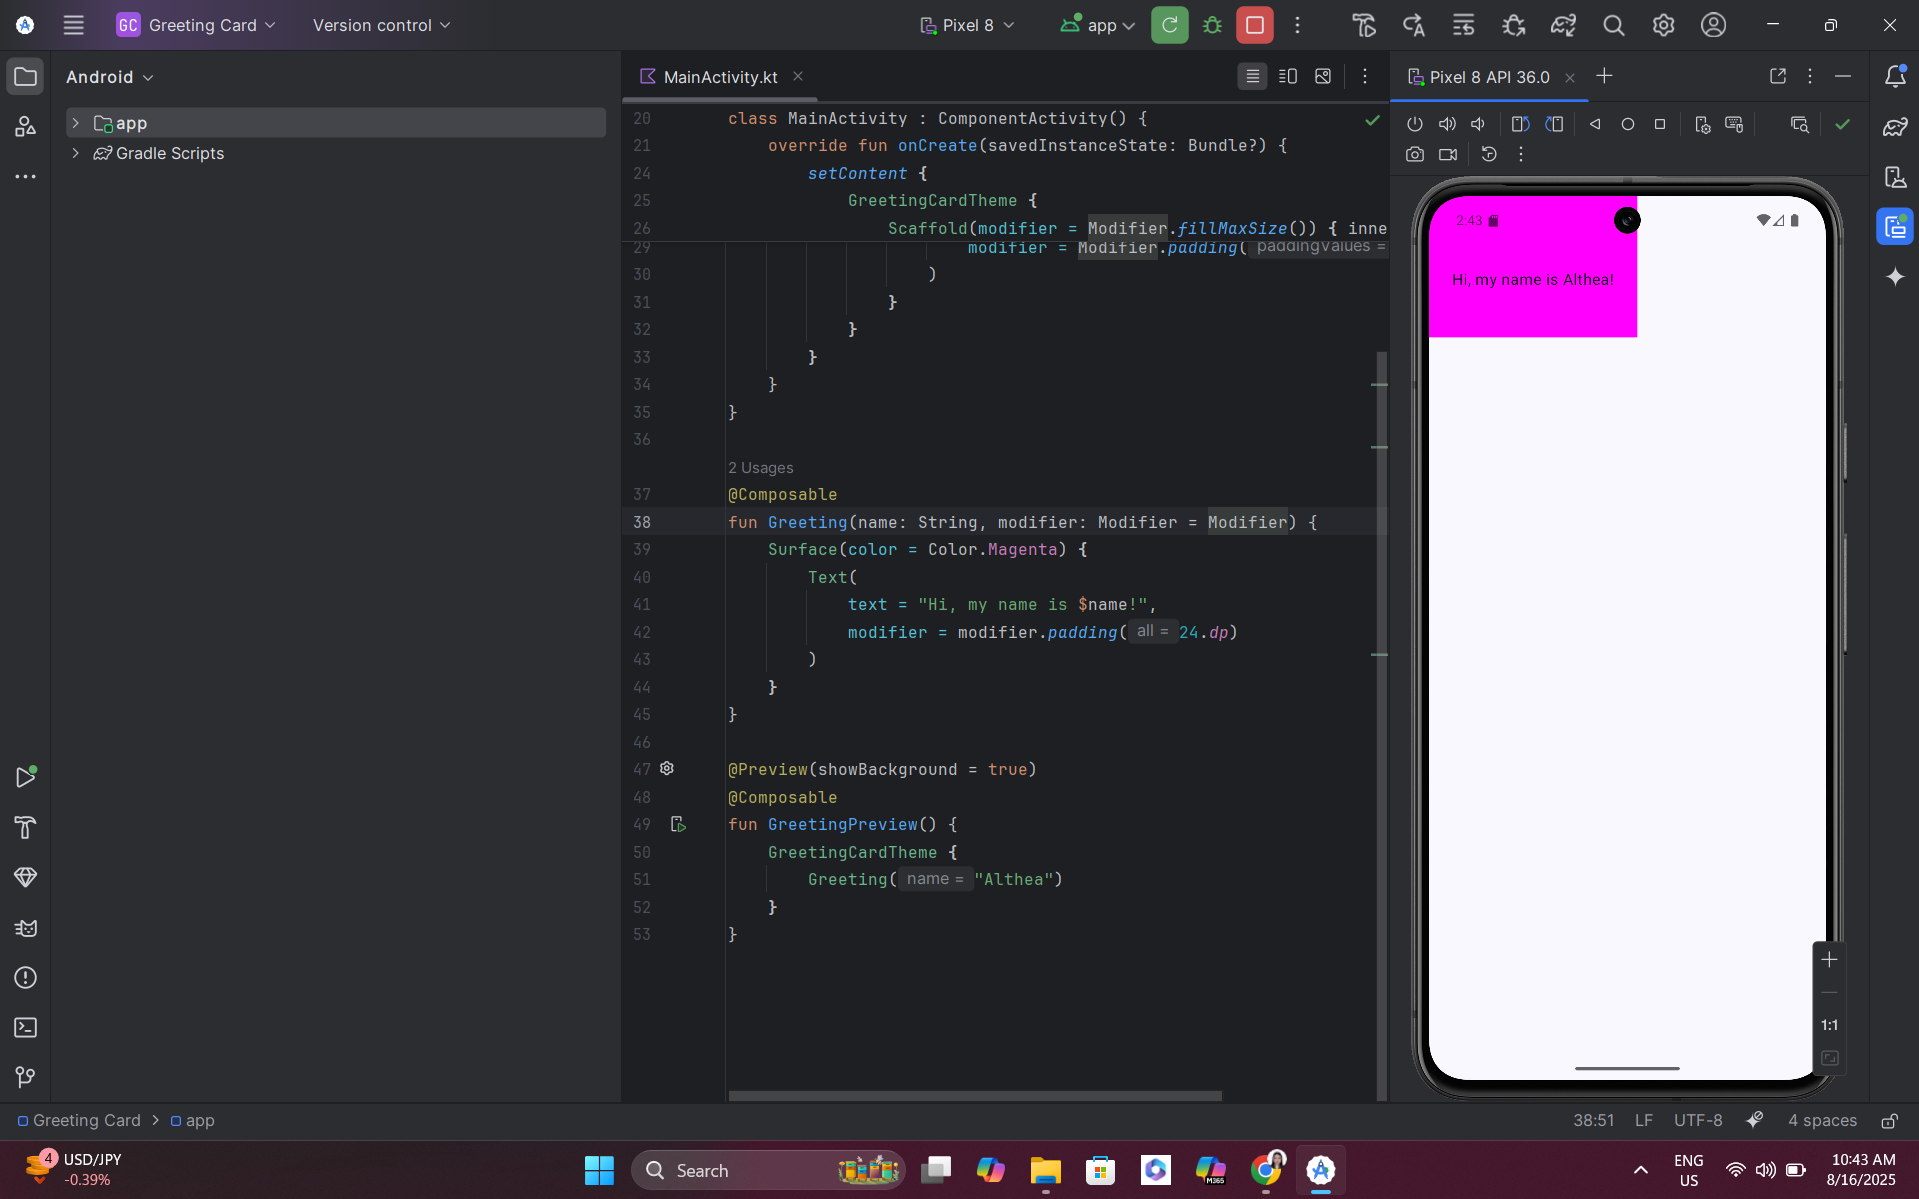 GC Greeting Card Version control Pixel 8 app
Android
app
Gradle Scripts
MainActivity.kt
20 class MainActivity : ComponentActivity() {
21 override fun onCreate(savedInstanceState: Bundle?) {
24 setContent {
25 GreetingCardTheme {
26 Scaffold(modifier = Modifier.fillMaxSize()) { inne
29 modifier = Modifier.padding( paddingValues =
30 )
31 }
32 }
33 }
34 }
35 }
36
2 Usages
37 @Composable
38 fun Greeting(name: String, modifier: Modifier = Modifier) {
39 Surface(color = Color.Magenta) {
40 Text(
41 text = "Hi, my name is $name!",
42 modifier = modifier.padding( all = 24.dp)
43 )
44 }
45 }
46
47 @Preview(showBackground = true)
48 @Composable
49 fun GreetingPreview() {
50 GreetingCardTheme {
51 Greeting( name = "Althea")
52 }
53 }
Pixel 8 API 36.0
2:43
Hi, my name is Althea!
1:1
Greeting Card > app
38:51 LF UTF-8 4 spaces
4
USD/JPY
-0.39%
Search
M365
ENG
US
10:43 AM
8/16/2025